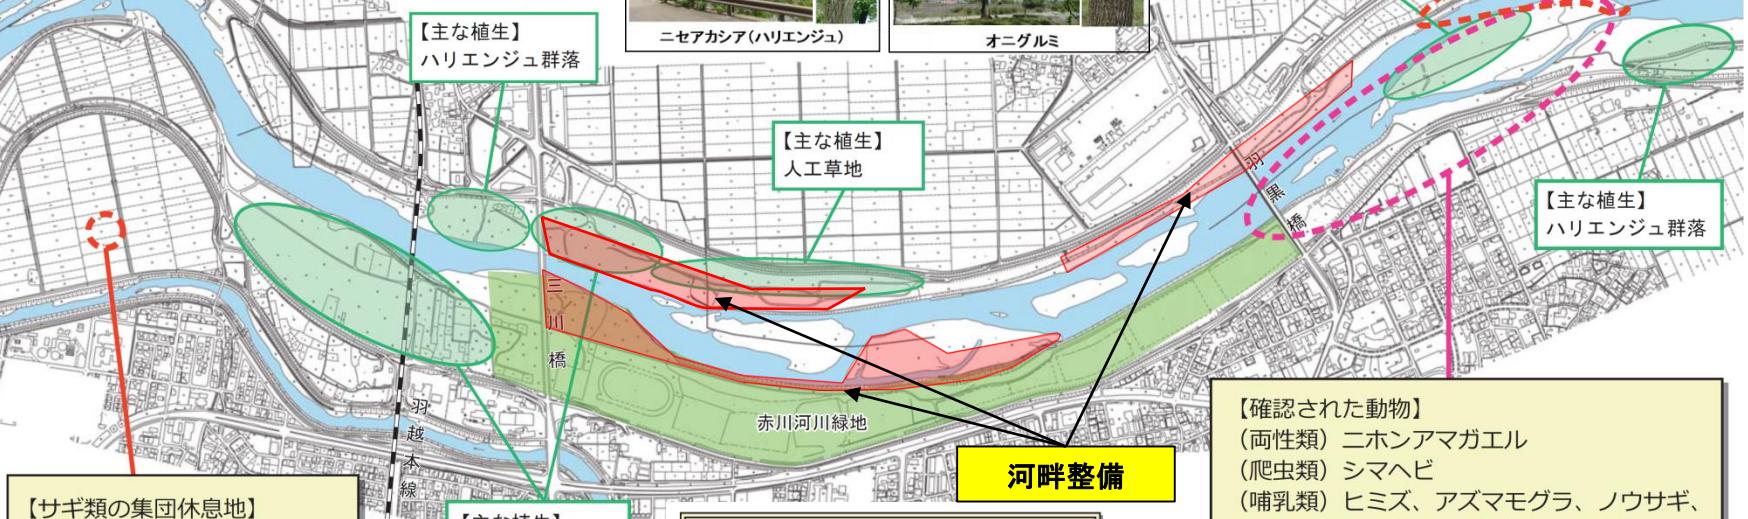 ニセアカシア(ハリエンジュ)
オニグルミ
【主な植生】
ハリエンジュ群落
【主な植生】
人工草地
【主な植生】
ハリエンジュ群落
羽黒橋
三川橋
赤川河川緑地
羽越本線
河畔整備
【確認された動物】
(両性類)ニホンアマガエル
(爬虫類)シマヘビ
(哺乳類)ヒミズ、アズマモグラ、ノウサギ、
【サギ類の集団休息地】
【主な植生】